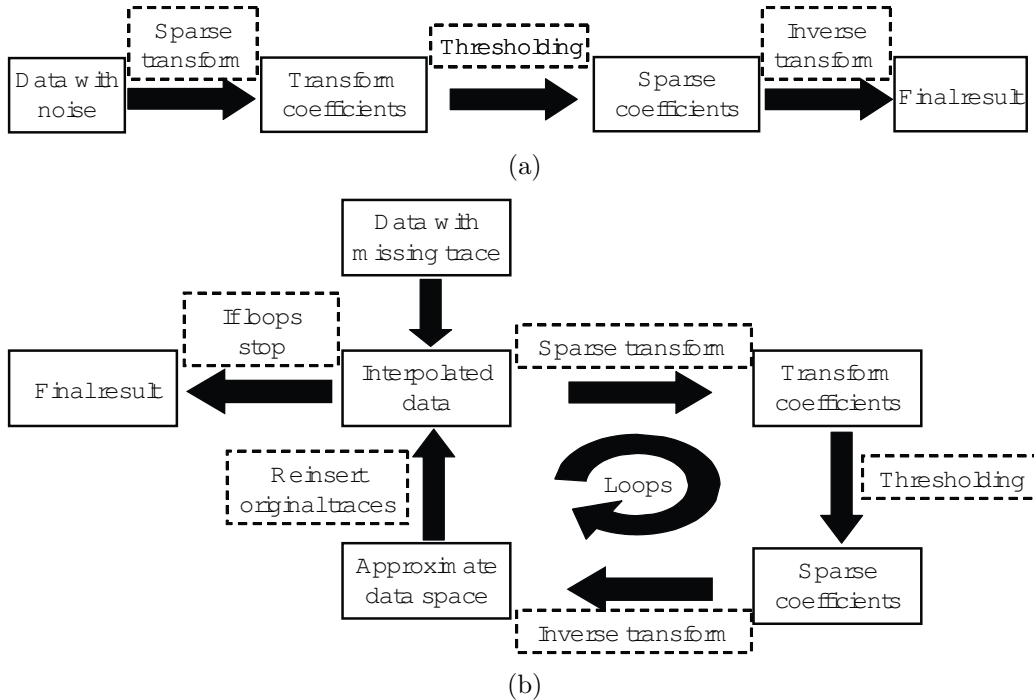 Sparse
transform
Thresholding
Inverse
transform
Data with
noise
Transform
coefficients
Sparse
coefficients
Final result
(a)
Data with
missing trace
If loops
stop
Sparse transform
Final result
Interpolated
data
Transform
coefficients
Reinsert
original traces
Loops
Thresholding
Approximate
data space
Sparse
coefficients
Inverse transform
(b)